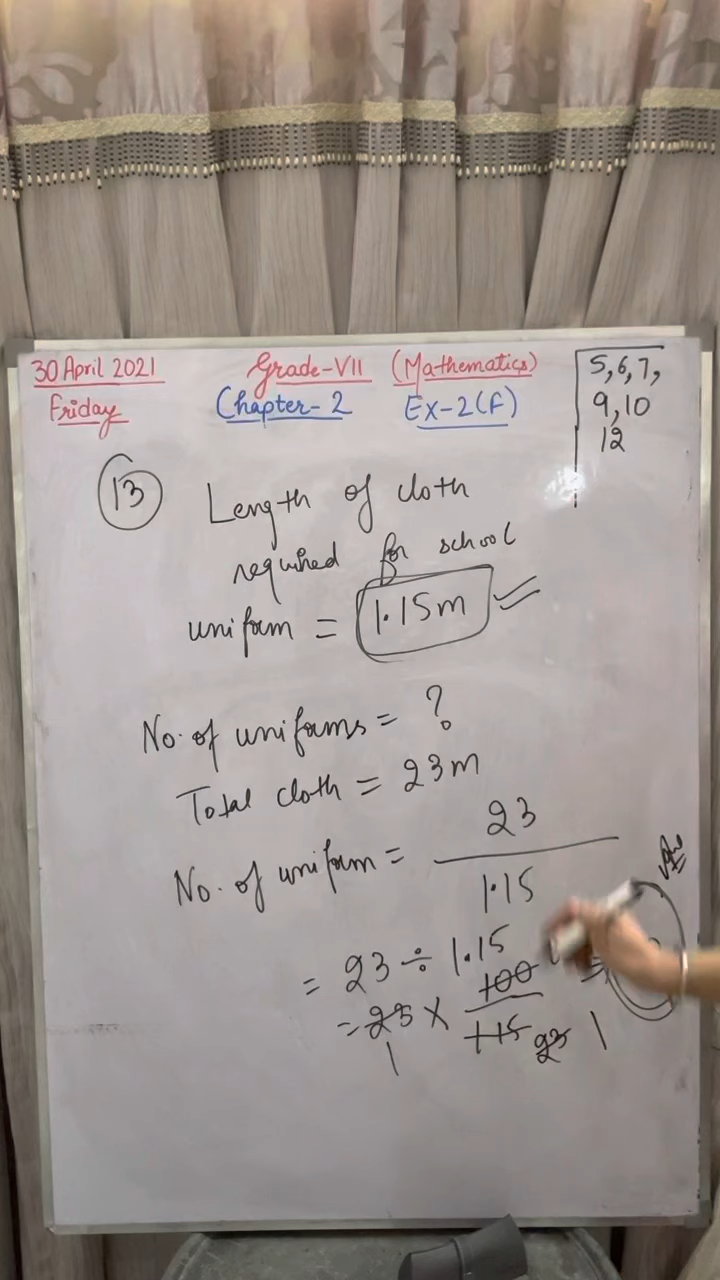 30 April 2021 Grade-VII (Mathematics)
Friday Chapter-2 Ex-2(F)
5,6,7,
9,10
12
13 Length of cloth
required for school
uniform = 1.15m
No. of uniforms = ?
Total cloth = 23m
No. of uniform = 23
1.15
= 23 ÷ 1.15
= 23 × 100
115 23 1
1